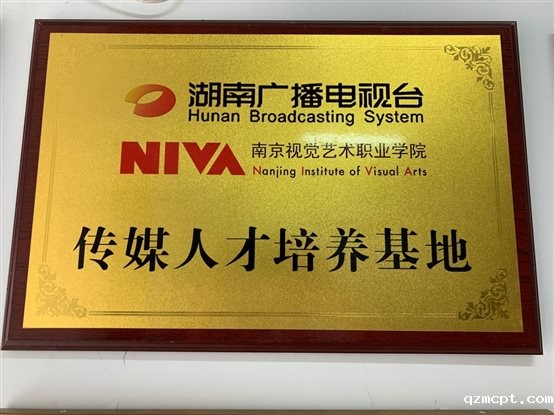 湖南广播电视台
Hunan Broadcasting System
NIVA 南京视觉艺术职业学院
Nanjing Institute of Visual Arts
传媒人才培养基地
qzmcpt.com